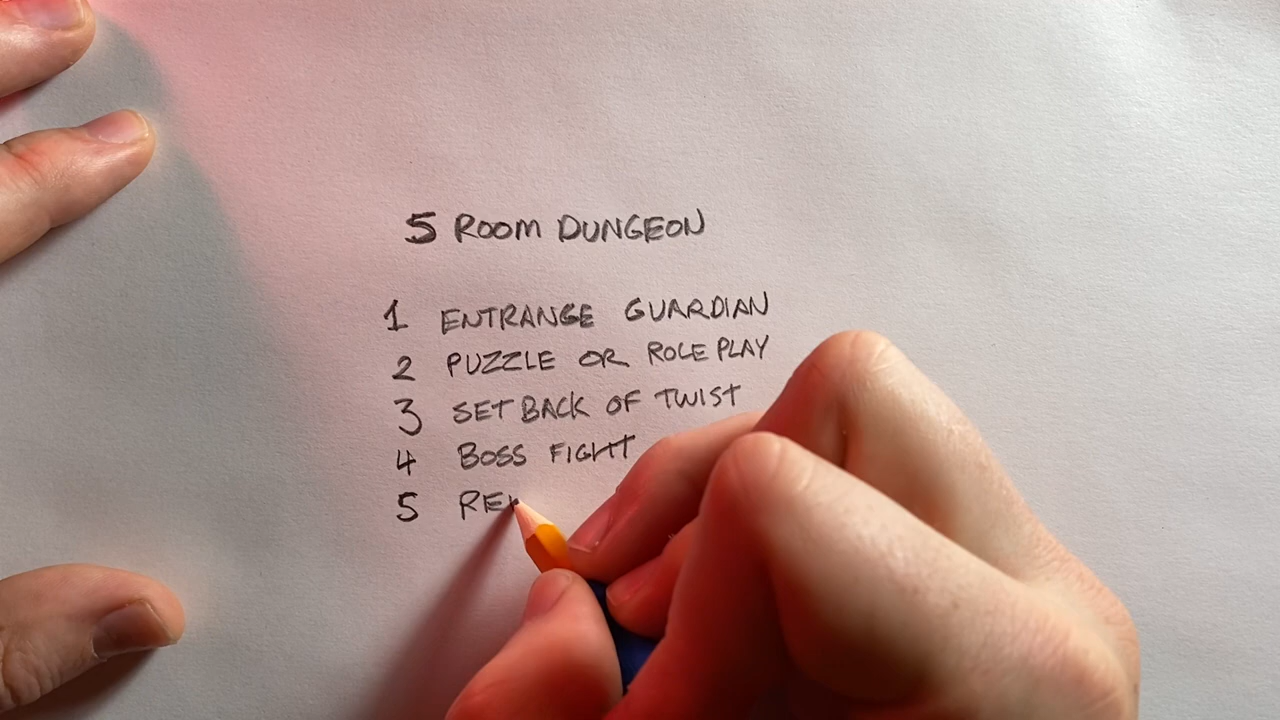 5 ROOM DUNGEON
1 ENTRANGE GUARDIAN
2 PUZZLE OR ROLE PLAY
3 SET BACK OF TWIST
4 BOSS FIGHT
5